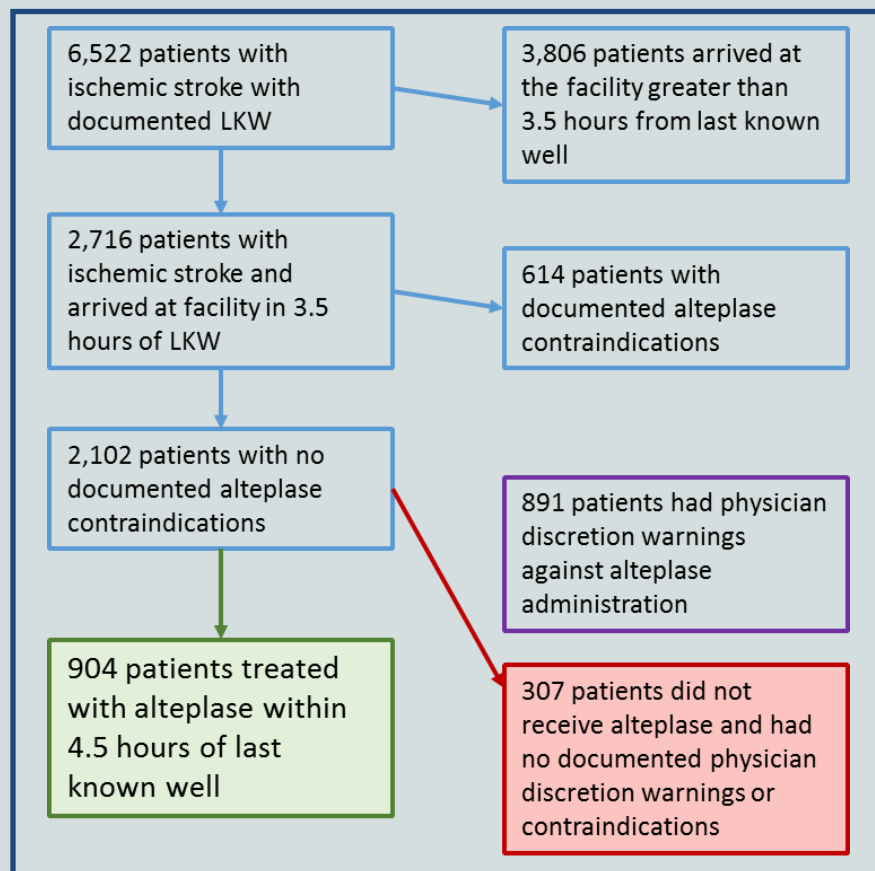 6,522 patients with
ischemic stroke with
documented LKW
3,806 patients arrived at
the facility greater than
3.5 hours from last known
well
2,716 patients with
ischemic stroke and
arrived at facility in 3.5
hours of LKW
614 patients with
documented alteplase
contraindications
2,102 patients with no
documented alteplase
contraindications
891 patients had physician
discretion warnings
against alteplase
administration
904 patients treated
with alteplase within
4.5 hours of last
known well
307 patients did not
receive alteplase and had
no documented physician
discretion warnings or
contraindications